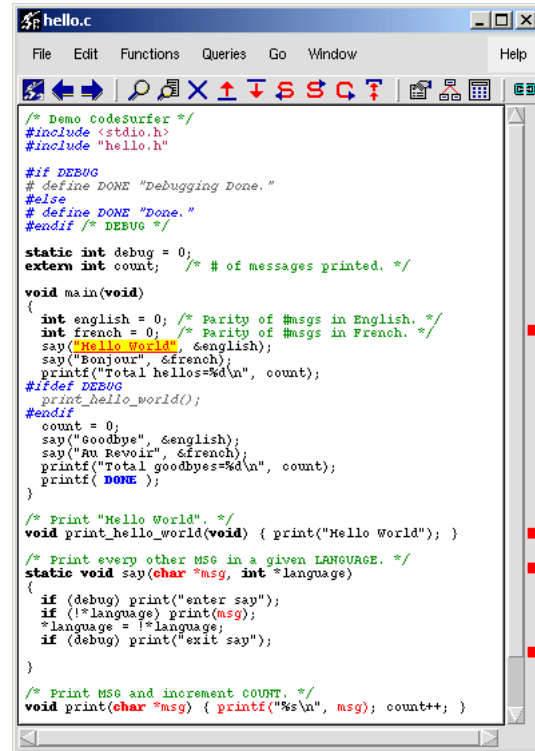 hello.c
File Edit Functions Queries Go Window Help
/* Demo CodeSurfer */
#include <stdio.h>
#include "hello.h"
#if DEBUG
# define DONE "Debugging Done."
#else
# define DONE "Done."
#endif /* DEBUG */
static int debug = 0;
extern int count; /* # of messages printed. */
void main(void)
{
int english = 0; /* Parity of #msgs in English. */
int french = 0; /* Parity of #msgs in French. */
say("Hello World", &english);
say("Bonjour", &french);
printf("Total hellos=%d\n", count);
#ifdef DEBUG
print_hello_world();
#endif
count = 0;
say("Goodbye", &english);
say("Au Revoir", &french);
printf("Total goodbyes=%d\n", count);
printf( DONE );
}
/* Print "Hello World". */
void print_hello_world(void) { print("Hello World"); }
/* Print every other MSG in a given LANGUAGE. */
static void say(char *msg, int *language)
{
if (debug) print("enter say");
if (!*language) print(msg);
*language = !*language;
if (debug) print("exit say");
}
/* Print MSG and increment COUNT. */
void print(char *msg) { printf("%s\n", msg); count++; }